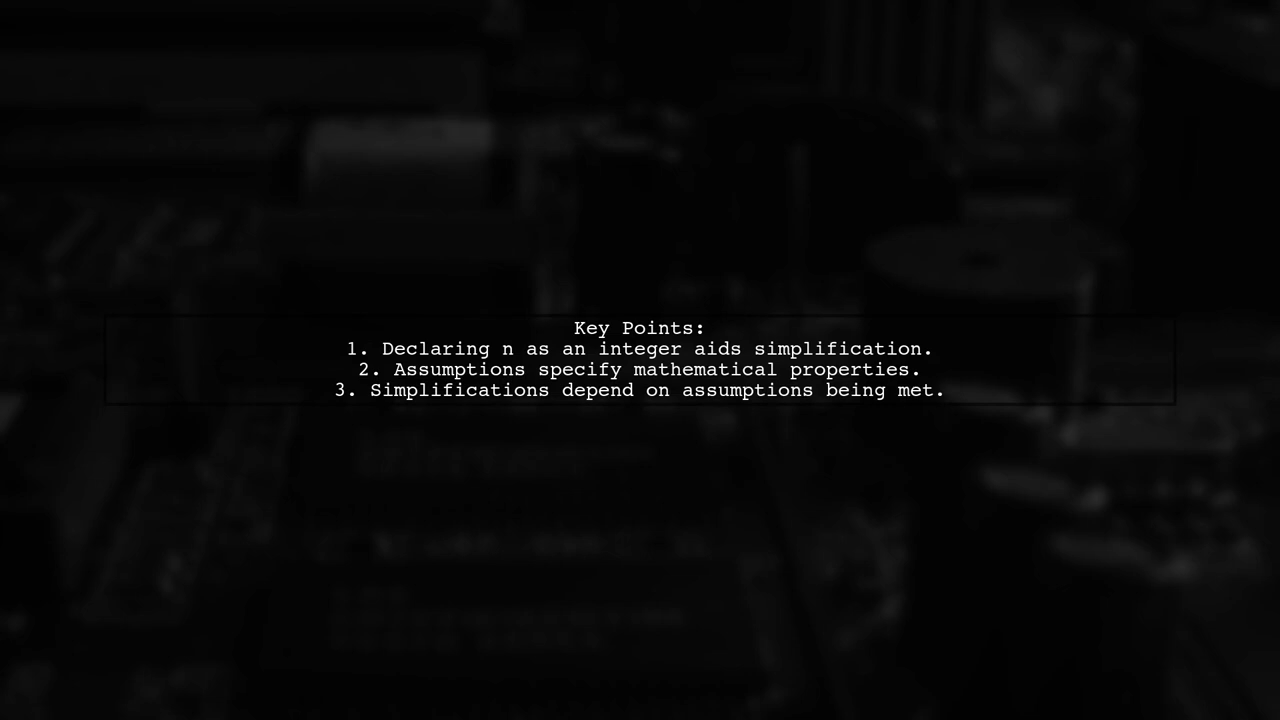 Key Points:
1. Declaring n as an integer aids simplification.
2. Assumptions specify mathematical properties.
3. Simplifications depend on assumptions being met.